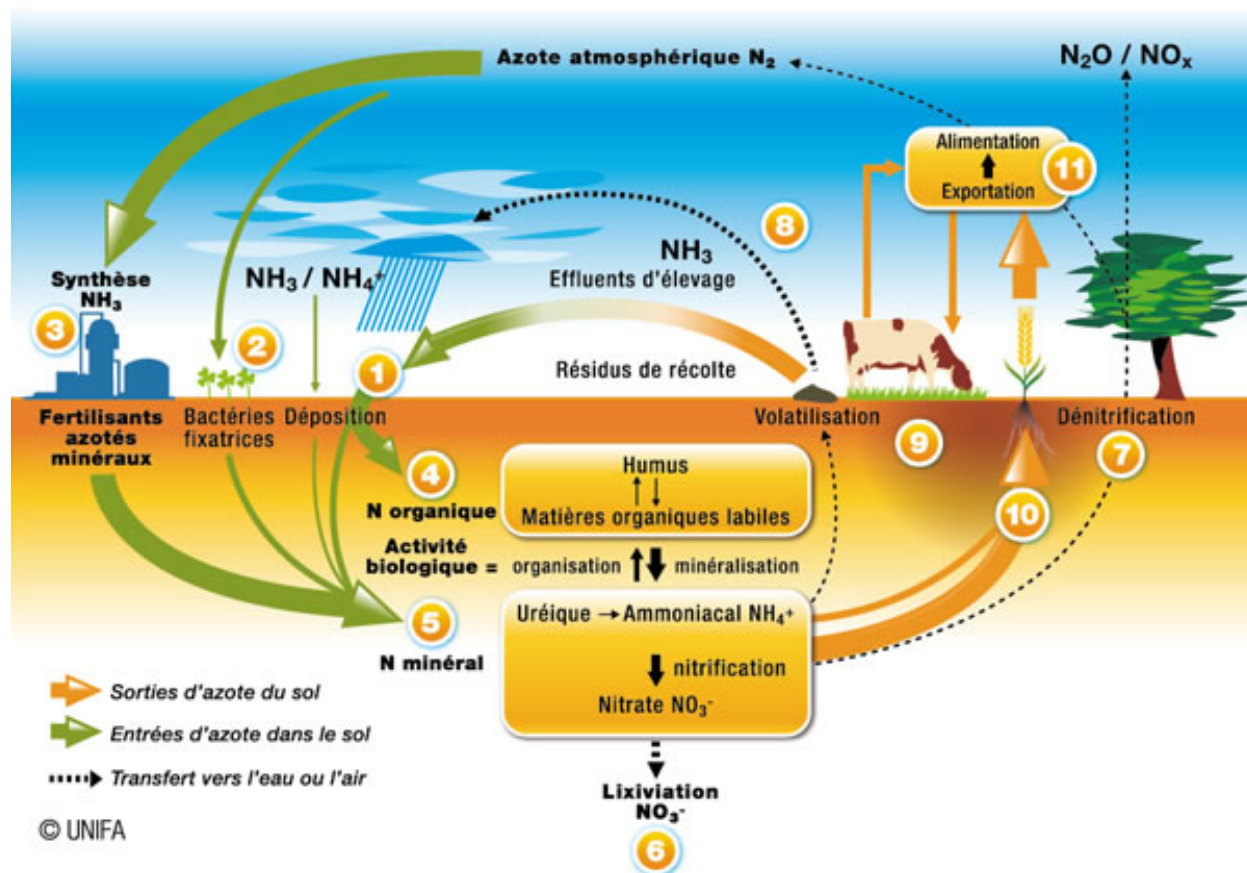 Azote atmosphérique N₂
N₂O / NOₓ
Alimentation
11
Exportation
8
NH₃
Effluents d'élevage
Synthèse
NH₃
NH₃ / NH₄⁺
3
2
1
Résidus de récolte
Fertilisants
azotés
minéraux
Bactéries
fixatrices
Déposition
Volatilisation
Dénitrification
9
7
4
N organique
Humus
Matières organiques labiles
10
Activité
biologique =
organisation
minéralisation
5
N minéral
Uréique → Ammoniacal NH₄⁺
nitrification
Nitrate NO₃⁻
Sorties d'azote du sol
Entrées d'azote dans le sol
Transfert vers l'eau ou l'air
Lixiviation
NO₃⁻
6
© UNIFA